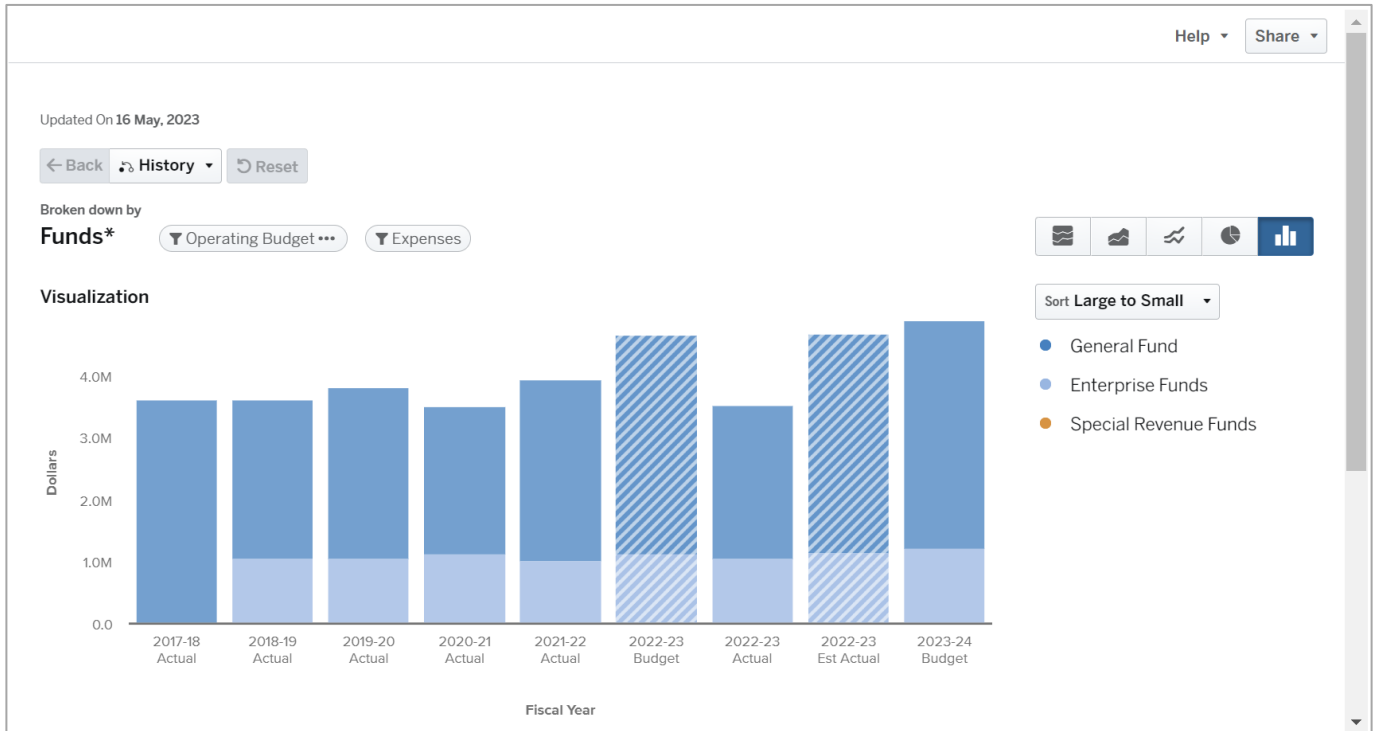 Help Share
Updated On 16 May, 2023
Back History Reset
Broken down by
Funds* Operating Budget ••• Expenses
Visualization
Sort Large to Small
General Fund
Enterprise Funds
Special Revenue Funds
Dollars
4.0M
3.0M
2.0M
1.0M
0.0
2017-18 Actual
2018-19 Actual
2019-20 Actual
2020-21 Actual
2021-22 Actual
2022-23 Budget
2022-23 Actual
2022-23 Est Actual
2023-24 Budget
Fiscal Year